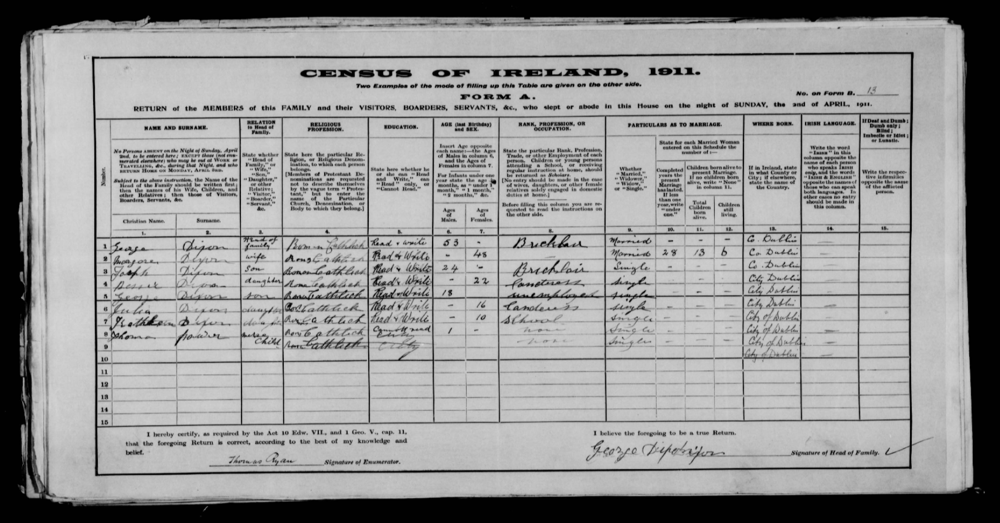 CENSUS OF IRELAND, 1911.
Two Examples of the mode of filling up this Table are given on the other side.
FORM A.
No. on Form B. 13
RETURN of the MEMBERS of this FAMILY and their VISITORS, BOARDERS, SERVANTS, &c., who slept or abode in this House on the night of SUNDAY, the 2nd of APRIL, 1911.
Number.
NAME AND SURNAME.
No Persons ABSENT on the Night of Sunday, April
2nd, to be entered here; EXCEPT those (not enu-
merated elsewhere) who may be out at WORK or
TRAVELLING, &c., during that Night, and who
RETURN HOME ON MONDAY, APRIL 3RD.
Subject to the above instruction, the Name of the
Head of the Family should be written first;
then the names of his Wife, Children, and
other Relatives; then those of Visitors,
Boarders, Servants, &c.
Christian Name.
Surname.
1.
2.
RELATION
to Head of
Family.
State whether
"Head of
Family," or
"Wife,"
"Son,"
"Daughter,"
or other
Relative;
"Visitor,"
"Boarder,"
"Servant,"
&c.
3.
RELIGIOUS
PROFESSION.
State here the particular Re-
ligion, or Religious Denom-
ination, to which each person
belongs.
[Members of Protestant De-
nominations are requested
not to describe themselves
by the vague term "Protes-
tant," but to enter the
name of the Particular
Church, Denomination, or
Body to which they belong.]
4.
EDUCATION.
State here whether he
or she can "Read
and Write," can
"Read" only, or
"Cannot Read."
5.
AGE (last Birthday)
and SEX.
Insert Age opposite
each name:—the Ages
of Males in column 6,
and the Ages of
Females in column 7.
For Infants under one
year state the age in
months, as "under 1
month," "1 month,"
"2 months," &c.
Ages
of
Males.
Ages
of
Females.
6.
7.
RANK, PROFESSION, OR
OCCUPATION.
State the particular Rank, Profession,
Trade, or other Employment of each
person. Children or young persons
attending a School, or receiving
regular instruction at home, should
be returned as Scholars.
[No entry should be made in the case
of wives, daughters, or other female
relatives solely engaged in domestic
duties at home.]
Before filling this column you are re-
quested to read the instructions on
the other side.
8.
PARTICULARS AS TO MARRIAGE.
Whether
"Married,"
"Widower,"
"Widow,"
or "Single."
9.
State for each Married Woman
entered on this Schedule the
number of:—
Completed
years the
present
Marriage
has lasted.
If less
than one
year, write
"under
one."
10.
Children born alive to
present Marriage.
If no children born
alive, write "None"
in column 11.
Total
Children
born
alive.
Children
still
living.
11.
12.
WHERE BORN.
If in Ireland, state
in what County or
City; if elsewhere,
state the name of
the Country.
13.
IRISH LANGUAGE.
Write the word
"IRISH" in this
column opposite the
name of each person
who speaks IRISH
only, and the words
"IRISH & ENGLISH"
opposite the names of
those who can speak
both languages. In
other cases no entry
should be made in
this column.
14.
If Deaf and Dumb;
Dumb only;
Blind;
Imbecile or Idiot;
or Lunatic.
Write the respec-
tive infirmities
opposite the name
of the afflicted
person.
15.
1 George Dixon Head of family Roman Cathlick Read & write 53 - Bricklair Married - - - Co. Dublin —
2 Dixon wife Cathlick Read & Write - 48 — Married 28 13 6 Co. Dublin —
3 Joseph Dixon Son Roman Cathlick Read & Write 24 - Bricklair Single - - - Co. Dublin —
4 Bessie Dixon daughter Roman Cathlick Read & Write - 22 Landeress single - - - City Dublin —
5 George Dixon son Roman Cathlick Read & Write 18 unemployed single - - - City Dublin —
6 Julia Dixon daughter Cathlick Read & Write - 16 Landeress single - - - City Dublin —
7 Kathleen Dixon Cathlick Read & Write - 10 School single - - - City of Dublin
8 Thomas power nurse Child Cathlick Cannott read 1 - none Single - - - City of Dublin —
9 Cathlick none single - - - City of Dublin —
10 City of Dublin —
11
12
13
14
15
I hereby certify, as required by the Act 10 Edw. VII., and 1 Geo. V., cap. 11,
that the foregoing Return is correct, according to the best of my knowledge and
belief.
Thomas Ryan Signature of Enumerator.
I believe the foregoing to be a true Return.
George Dixon Signature of Head of Family.